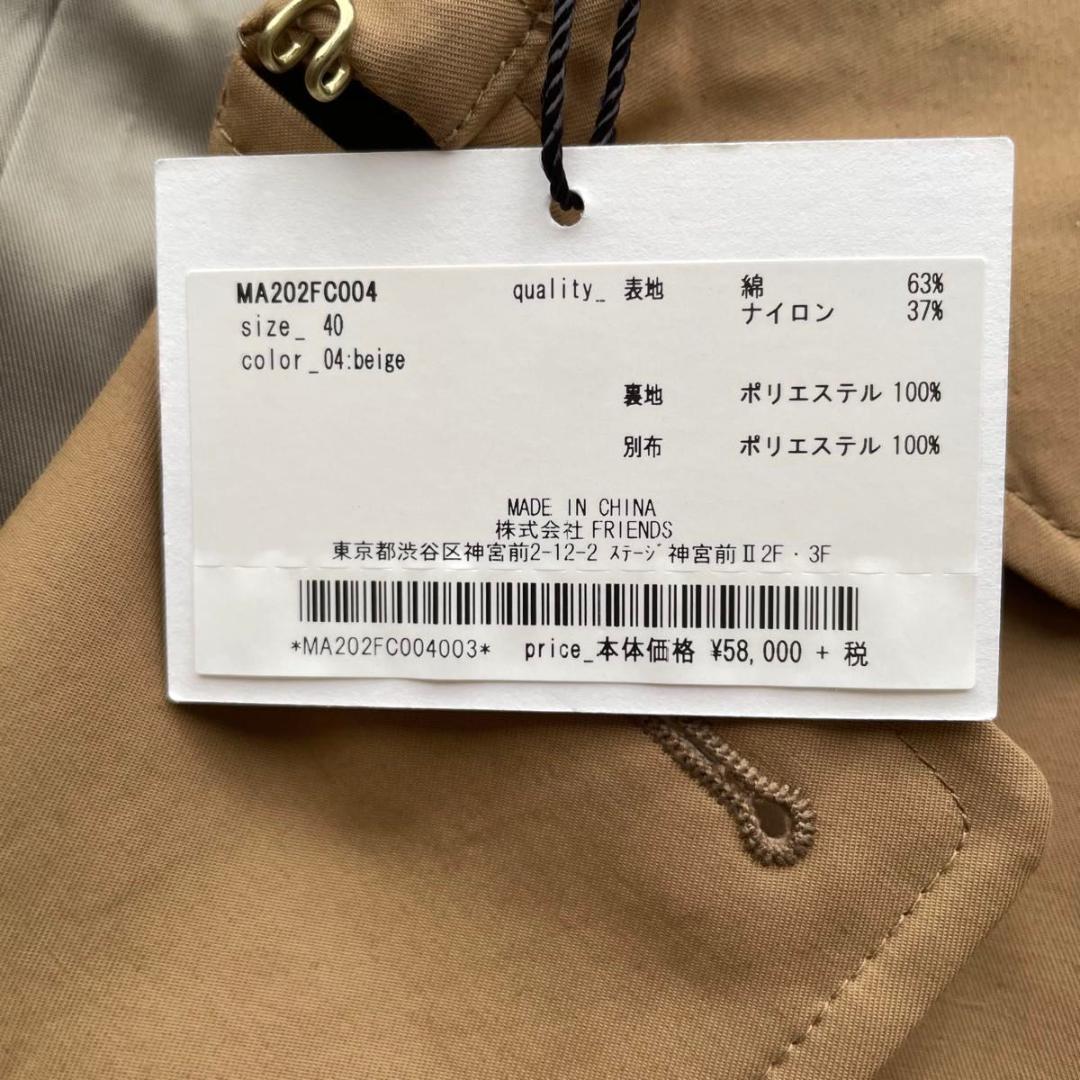 MA202FC004 quality_ 表地 綿 63%
size_ 40 ナイロン 37%
color_04:beige
裏地 ポリエステル 100%
別布 ポリエステル 100%
MADE IN CHINA
株式会社 FRIENDS
東京都渋谷区神宮前2-12-2 ｽﾃｰｼﾞ神宮前Ⅱ2F・3F
*MA202FC004003* price_本体価格 ¥58,000 + 税